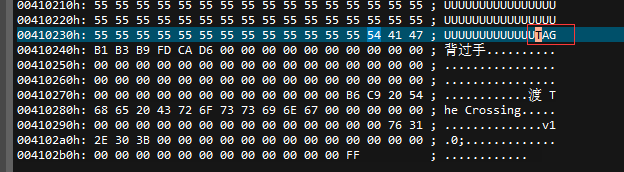 00410210h: 55 55 55 55 55 55 55 55 55 55 55 55 55 55 55 55 ; UUUUUUUUUUUUUUUU
00410220h: 55 55 55 55 55 55 55 55 55 55 55 55 55 55 55 55 ; UUUUUUUUUUUUUUUU
00410230h: 55 55 55 55 55 55 55 55 55 55 55 55 55 54 41 47 ; UUUUUUUUUUUUUTAG
00410240h: B1 B3 B9 FD CA D6 00 00 00 00 00 00 00 00 00 00 ; 背过手..........
00410250h: 00 00 00 00 00 00 00 00 00 00 00 00 00 00 00 00 ; ................
00410260h: 00 00 00 00 00 00 00 00 00 00 00 00 00 00 00 00 ; ................
00410270h: 00 00 00 00 00 00 00 00 00 00 00 00 B6 C9 20 54 ; ............渡 T
00410280h: 68 65 20 43 72 6F 73 73 69 6E 67 00 00 00 00 00 ; he Crossing.....
00410290h: 00 00 00 00 00 00 00 00 00 00 00 00 00 00 76 31 ; ..............v1
004102a0h: 2E 30 3B 00 00 00 00 00 00 00 00 00 00 00 00 00 ; .0;.............
004102b0h: 00 00 00 00 00 00 00 00 00 00 00 00 FF ; ............